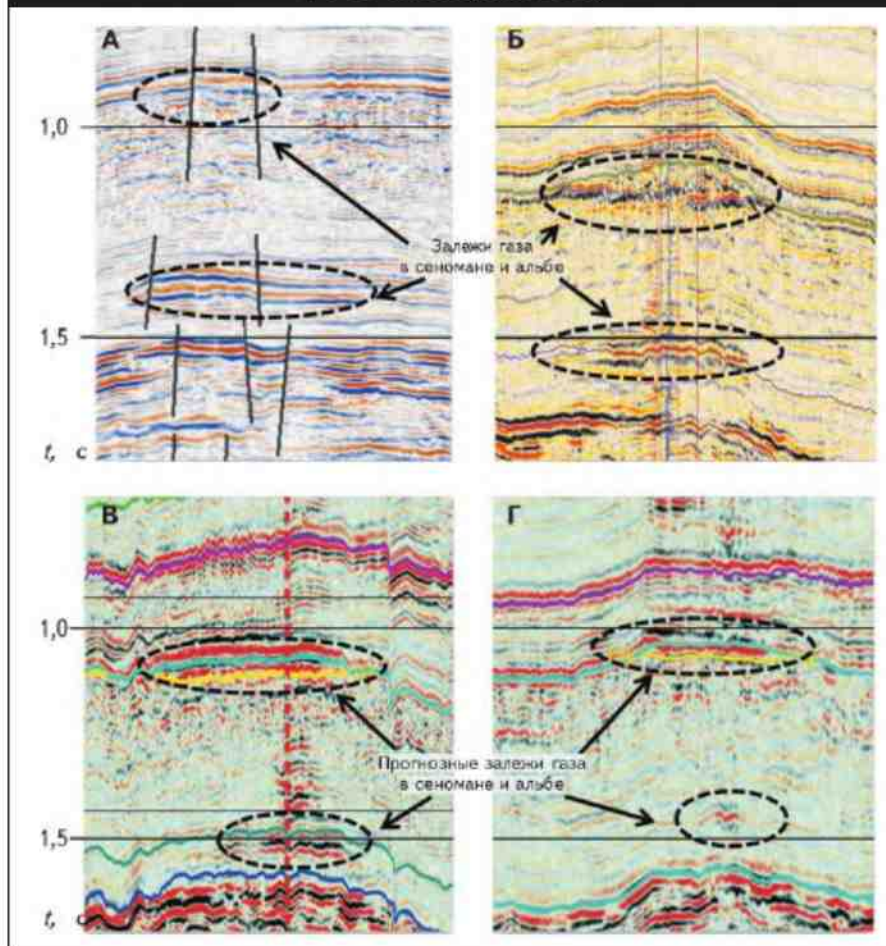 А
Б
1,0
Залежи газа
в сеномане и альбе
1,5
t, с
В
Г
1,0
Прогнозные залежи газа
в сеномане и альбе
1,5
t, с